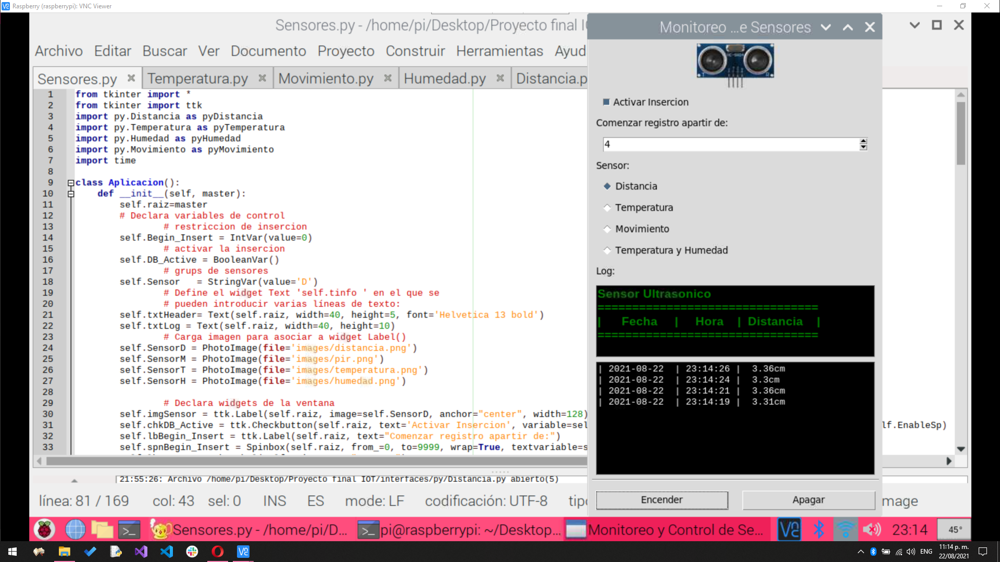 Raspberry (raspberrypi): VNC Viewer
Sensores.py - /home/pi/Desktop/Proyecto final IO
Archivo Editar Buscar Ver Documento Proyecto Construir Herramientas Ayud
Sensores.py Temperatura.py Movimiento.py Humedad.py Distancia.p
1 from tkinter import *
2 from tkinter import ttk
3 import py.Distancia as pyDistancia
4 import py.Temperatura as pyTemperatura
5 import py.Humedad as pyHumedad
6 import py.Movimiento as pyMovimiento
7 import time
8
9 class Aplicacion():
10 def __init__(self, master):
11 self.raiz=master
12 # Declara variables de control
13 # restriccion de insercion
14 self.Begin_Insert = IntVar(value=0)
15 # activar la insercion
16 self.DB_Active = BooleanVar()
17 # grups de sensores
18 self.Sensor = StringVar(value='D')
19 # Define el widget Text 'self.tinfo ' en el que se
20 # pueden introducir varias líneas de texto:
21 self.txtHeader= Text(self.raiz, width=40, height=5, font='Helvetica 13 bold')
22 self.txtLog = Text(self.raiz, width=40, height=10)
23 # Carga imagen para asociar a widget Label()
24 self.SensorD = PhotoImage(file='images/distancia.png')
25 self.SensorM = PhotoImage(file='images/pir.png')
26 self.SensorT = PhotoImage(file='images/temperatura.png')
27 self.SensorH = PhotoImage(file='images/humedad.png')
28
29 # Declara widgets de la ventana
30 self.imgSensor = ttk.Label(self.raiz, image=self.SensorD, anchor="center", width=128)
31 self.chkDB_Active = ttk.Checkbutton(self.raiz, text='Activar Insercion', variable=sel lf.EnableSp)
32 self.lbBegin_Insert = ttk.Label(self.raiz, text="Comenzar registro apartir de:")
33 self.spnBegin_Insert = Spinbox(self.raiz, from_=0, to=9999, wrap=True, textvariable=s
21:55:26: Archivo /home/pi/Desktop/Proyecto final IOT/interfaces/py/Distancia.py abierto(5)
línea: 81 / 169 col: 43 sel: 0 INS ES mode: LF codificación: UTF-8 tipo mage
Monitoreo ...e Sensores
Activar Insercion
Comenzar registro apartir de:
4
Sensor:
Distancia
Temperatura
Movimiento
Temperatura y Humedad
Log:
Sensor Ultrasonico
================================
| Fecha | Hora | Distancia |
================================
| 2021-08-22 | 23:14:26 | 3.36cm
| 2021-08-22 | 23:14:24 | 3.3cm
| 2021-08-22 | 23:14:21 | 3.36cm
| 2021-08-22 | 23:14:19 | 3.31cm
Encender Apagar
Sensores.py - /home/pi/D... pi@raspberrypi: ~/Desktop... Monitoreo y Control de Se... 23:14 45°
ENG 11:14 p. m.
22/08/2021